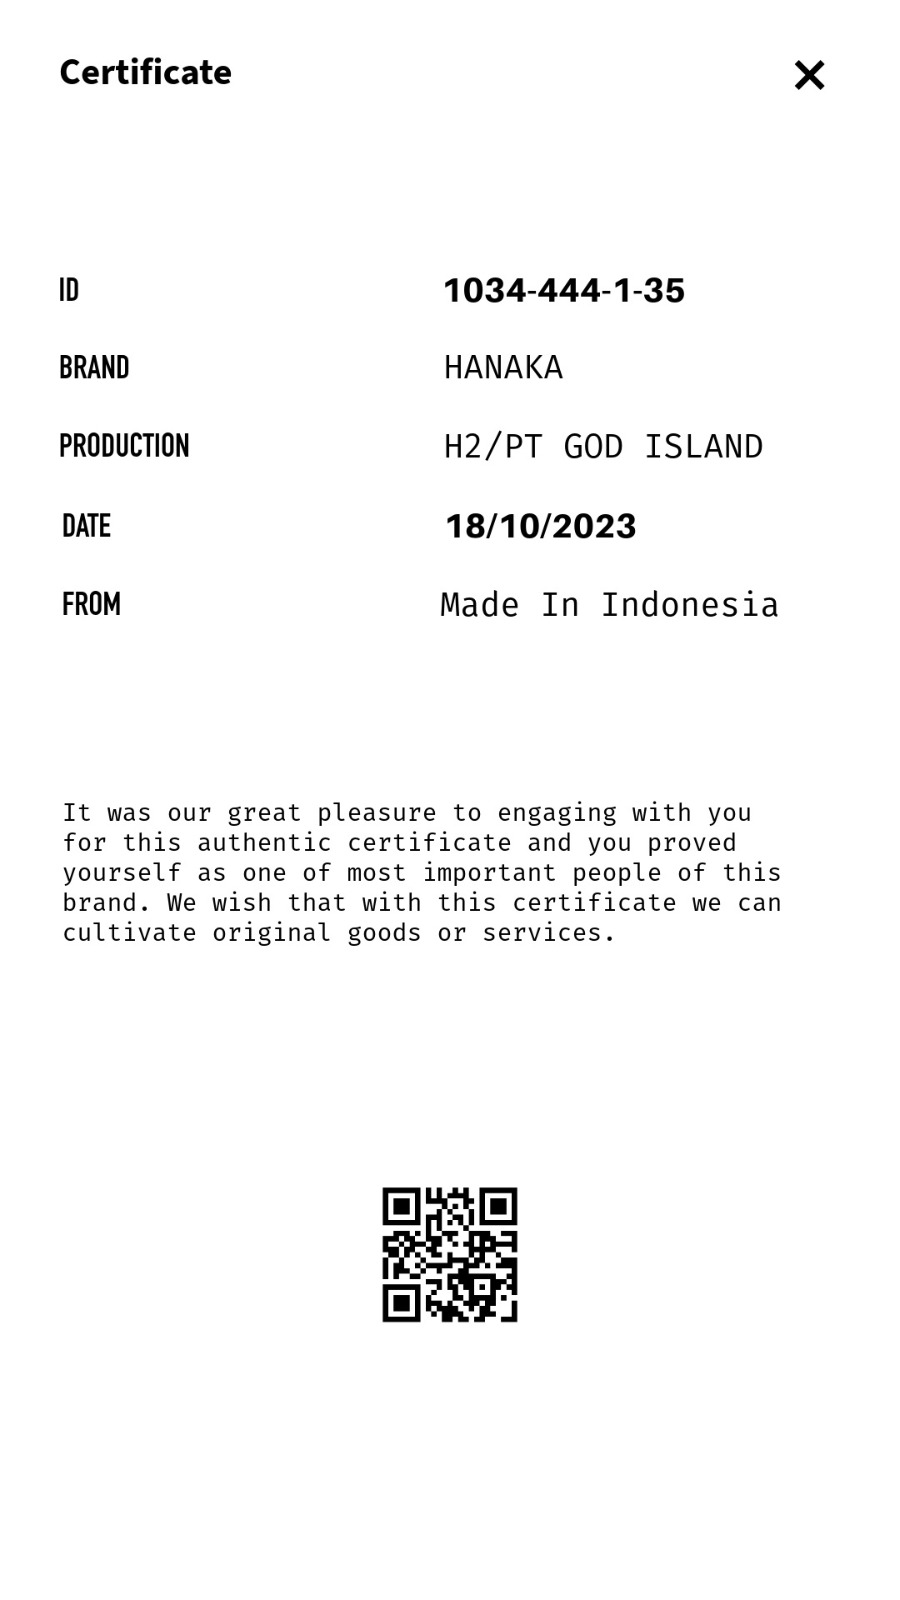 Certificate
ID 1034-444-1-35
BRAND HANAKA
PRODUCTION H2/PT GOD ISLAND
DATE 18/10/2023
FROM Made In Indonesia
It was our great pleasure to engaging with you
for this authentic certificate and you proved
yourself as one of most important people of this
brand. We wish that with this certificate we can
cultivate original goods or services.